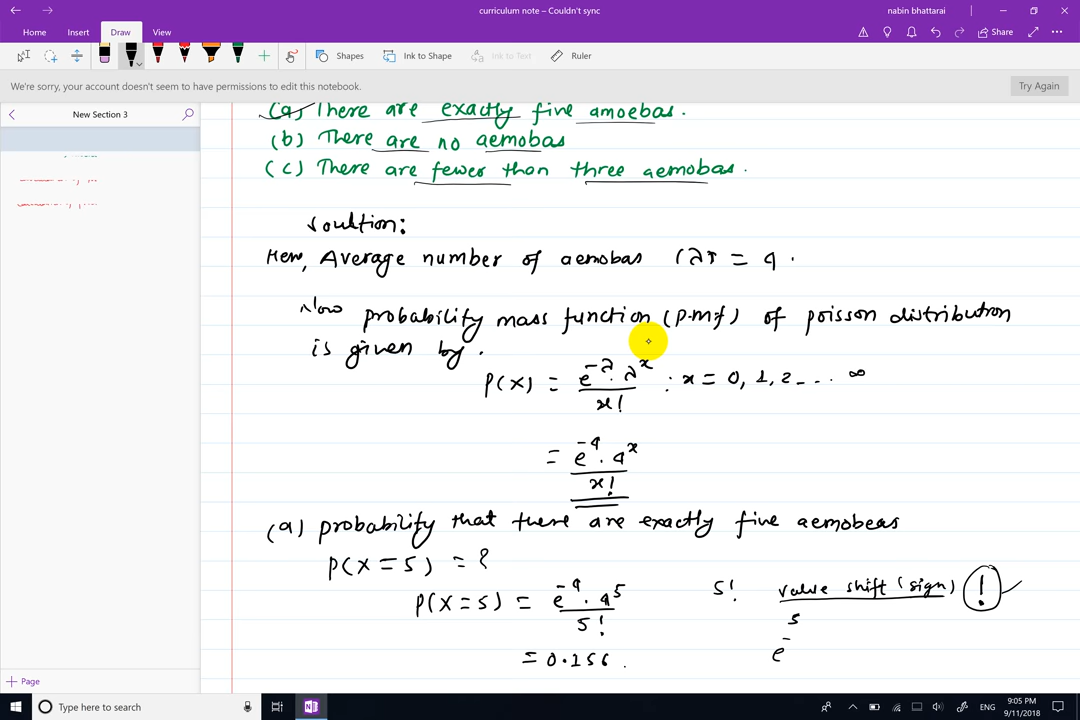 curriculum note – Couldn't sync
nabin bhattarai
Home Insert Draw View
Share
Shapes Ink to Shape Ink to Text Ruler
We're sorry, your account doesn't seem to have permissions to edit this notebook.
Try Again
New Section 3
(a) There are exactly five amoebas.
(b) There are no aemobas
(c) There are fewer than three aemobas.
Soultion:
Here, Average number of aemobas (λ) = 4.
Now probability mass function (p.mf) of poisson distribution
is given by.
P(X) = e^-λ . λ^x / x! : x = 0, 1, 2 --- . ∞
= e^-4 . 4^x / x!
(a) probability that there are exactly five aemobeas
P(X = 5) = ?
P(X = 5) = e^-4 . 4^5 / 5!
5! value shift (sign) !
5
= 0.156.
e^-
+ Page
Type here to search
ENG
9:05 PM
9/11/2018